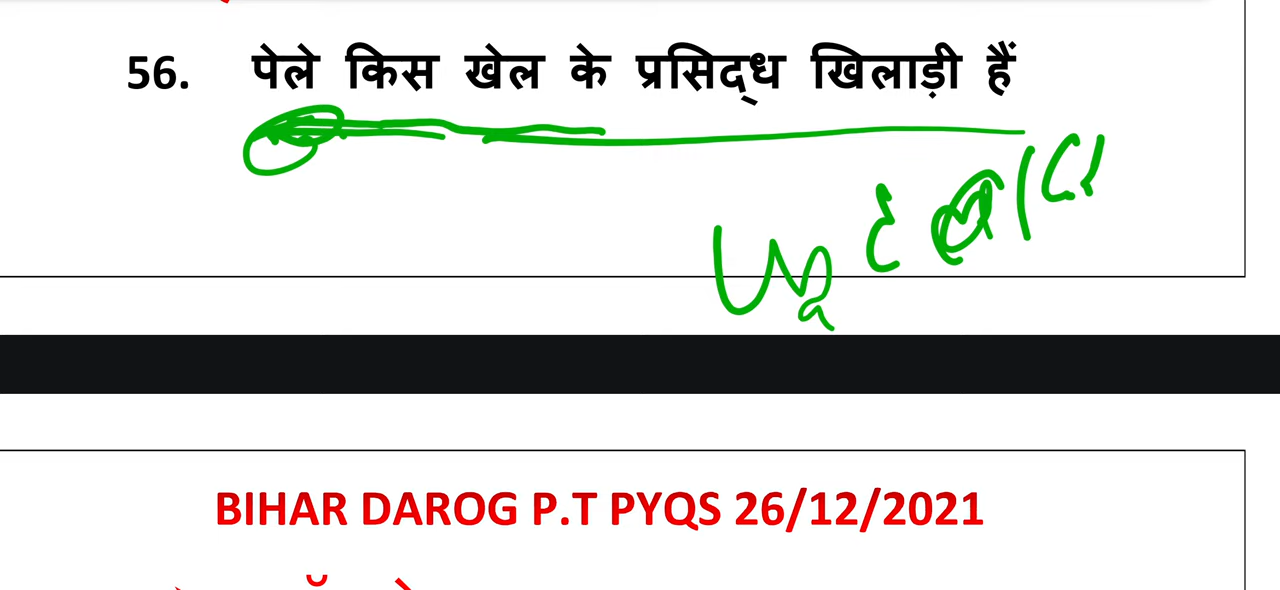 56. पेले किस खेल के प्रसिद्ध खिलाड़ी हैं
BIHAR DAROG P.T PYQS 26/12/2021